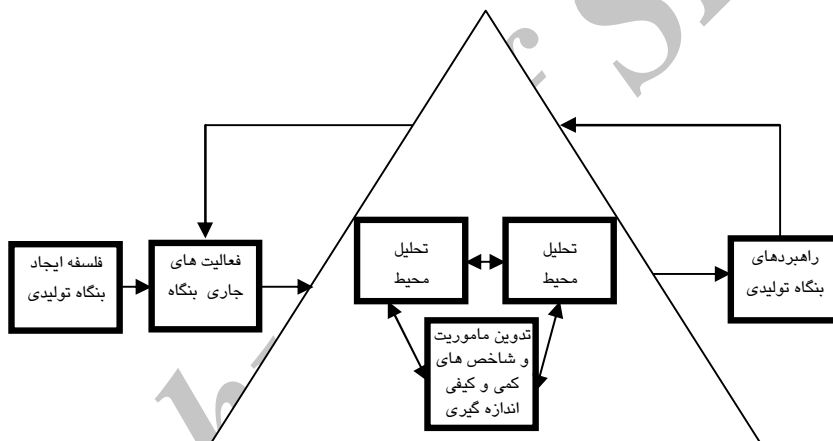 فلسفه ایجاد
بنگاه تولیدی
فعالیت های
جاری بنگاه
تحلیل
محیط
تحلیل
محیط
تدوین ماموریت
و شاخص های
کمی و کیفی
اندازه گیری
راهبردهای
بنگاه تولیدی